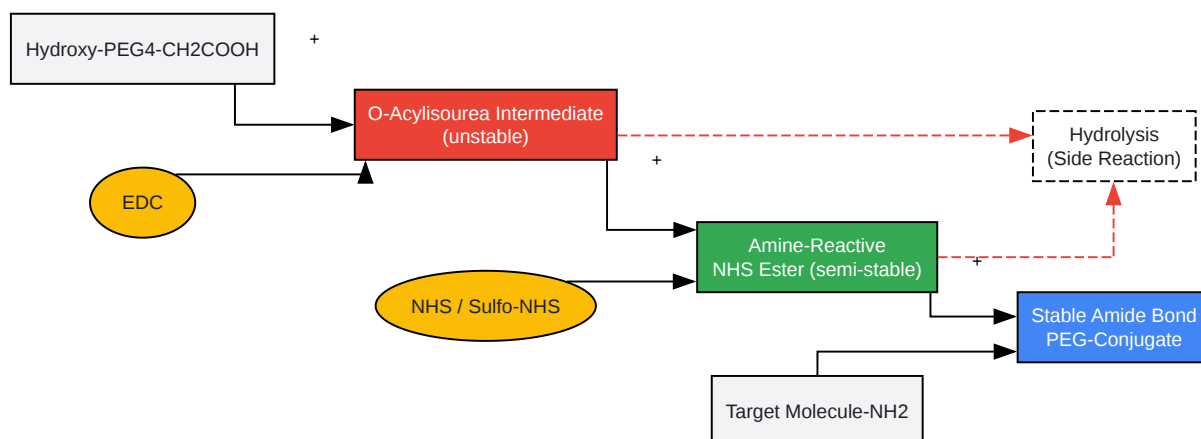 Hydroxy-PEG4-CH2COOH
+
O-Acylisourea Intermediate
(unstable)
Hydrolysis
(Side Reaction)
+
EDC
Amine-Reactive
NHS Ester (semi-stable)
+
NHS / Sulfo-NHS
Stable Amide Bond
PEG-Conjugate
Target Molecule-NH2